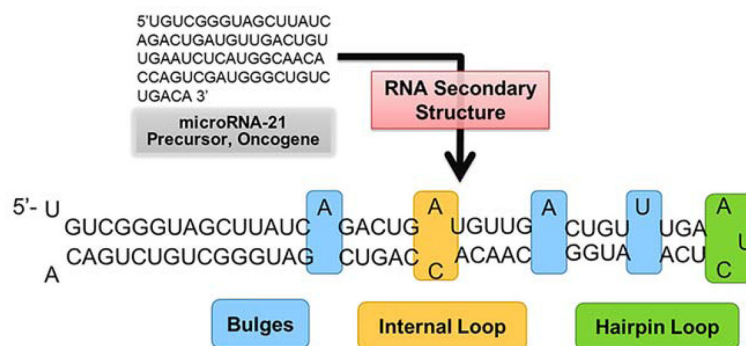 5'UGUCGGGUAGCUUAUC
AGACTGAUGUUGACTGU
UGAAUCUCAUGGCAACA
CCAGUCGAUGGGCUGUC
UGACA 3'
microRNA-21
Precursor, Oncogene
RNA Secondary
Structure
5'- U A A A U A
GUCGGGUAGCUUAUC GACUG UGUUG CUGU UGA U
CAGUCUGUCGGGUAG CUGAC ACAAC GGUA ACU
A C C
Bulges
Internal Loop
Hairpin Loop